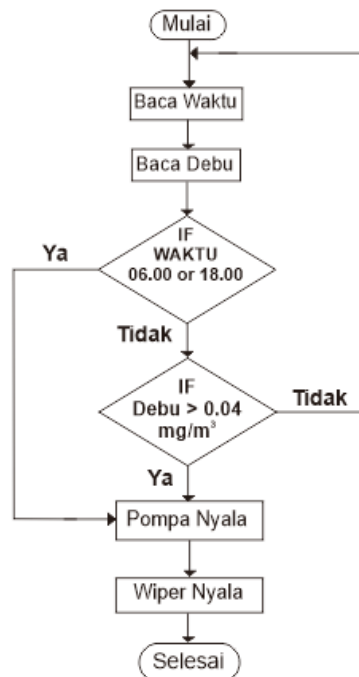 Mulai
Baca Waktu
Baca Debu
IF
WAKTU
06.00 or 18.00
Ya
Tidak
IF
Debu > 0.04
mg/m³
Tidak
Ya
Pompa Nyala
Wiper Nyala
Selesai